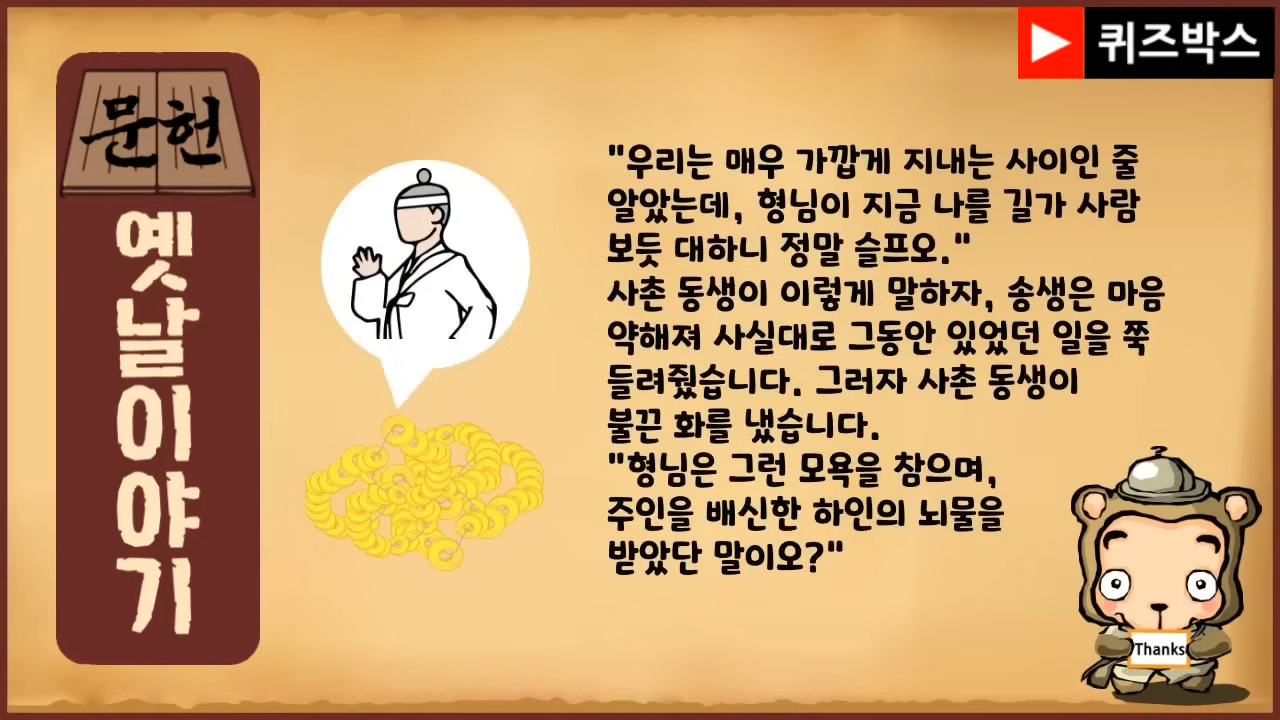 퀴즈박스
문헌
옛날이야기
"우리는 매우 가깝게 지내는 사이인 줄
알았는데, 형님이 지금 나를 길가 사람
보듯 대하니 정말 슬프오."
사촌 동생이 이렇게 말하자, 송생은 마음
약해져 사실대로 그동안 있었던 일을 쭉
들려줬습니다. 그러자 사촌 동생이
불끈 화를 냈습니다.
"형님은 그런 모욕을 참으며,
주인을 배신한 하인의 뇌물을
받았단 말이오?"
Thanks